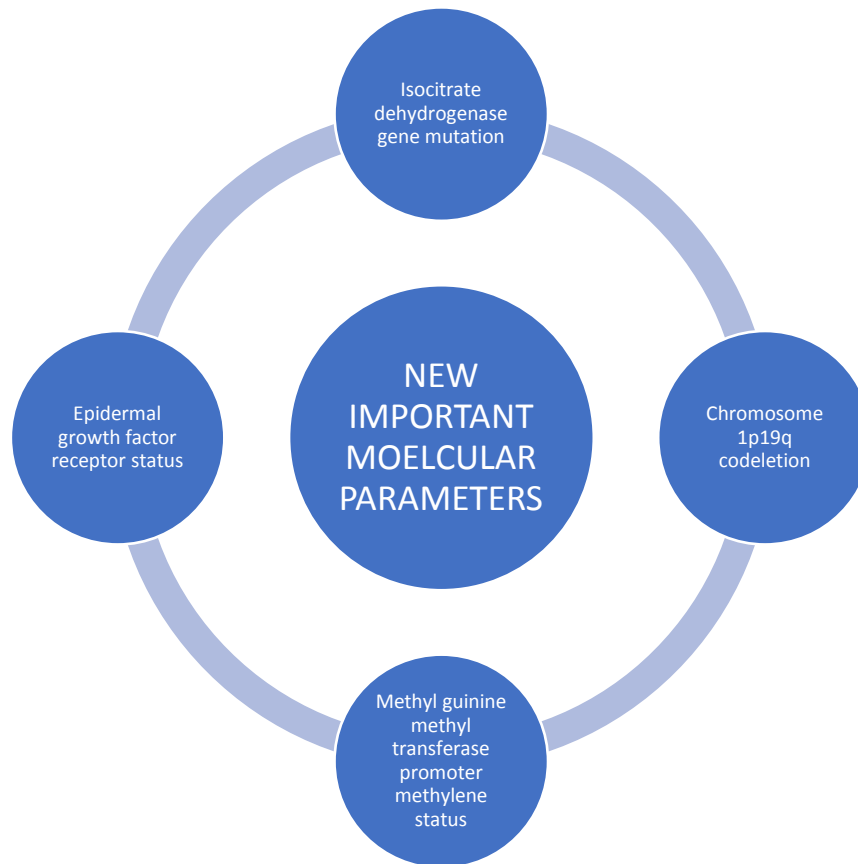 Isocitrate
dehydrogenase
gene mutation
Epidermal
growth factor
receptor status
NEW
IMPORTANT
MOELCULAR
PARAMETERS
Chromosome
1p19q
codeletion
Methyl guinine
methyl
transferase
promoter
methylene
status